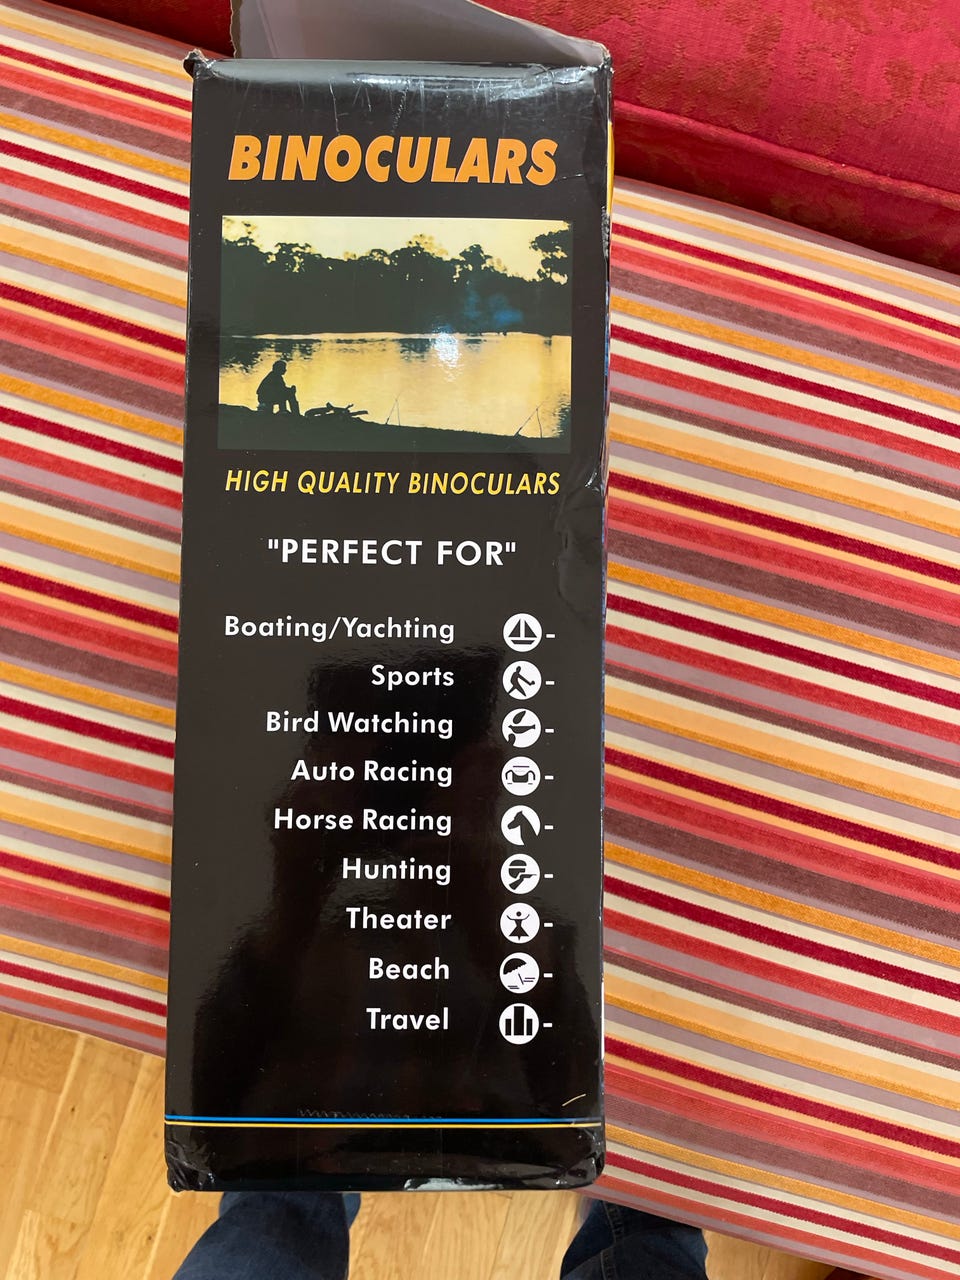 BINOCULARS
HIGH QUALITY BINOCULARS
"PERFECT FOR"
Boating/Yachting -
Sports -
Bird Watching -
Auto Racing -
Horse Racing -
Hunting -
Theater -
Beach -
Travel -